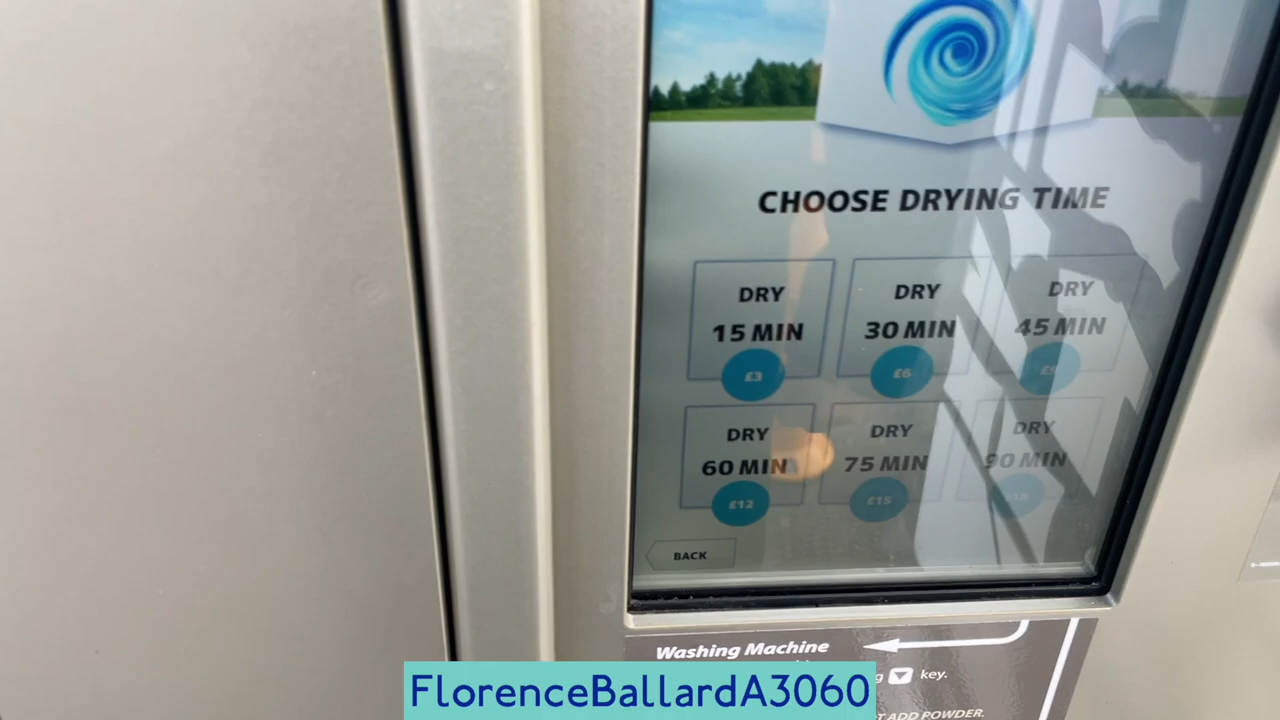 CHOOSE DRYING TIME
DRY
15 MIN
£3
DRY
30 MIN
£6
DRY
45 MIN
DRY
60 MIN
£12
DRY
75 MIN
£15
DRY
90 MIN
BACK
Washing Machine
key.
ADD POWDER.
FlorenceBallardA3060